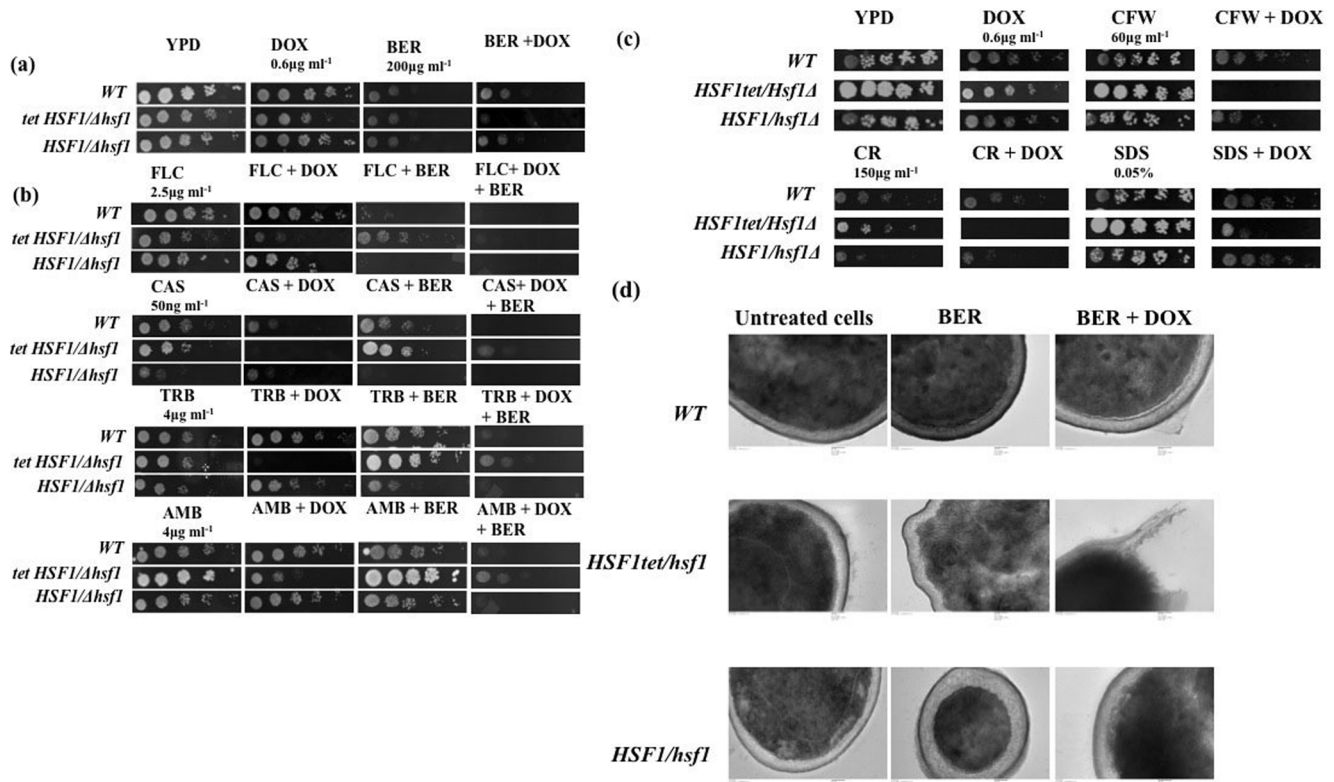 (a)
YPD DOX BER BER +DOX
0.6µg ml-1 200µg ml-1
WT
tet HSF1/Δhsf1
HSF1/Δhsf1
(b)
FLC FLC + DOX FLC + BER FLC+ DOX
2.5µg ml-1 + BER
WT
tet HSF1/Δhsf1
HSF1/Δhsf1
CAS CAS + DOX CAS + BER CAS+ DOX
50ng ml-1 + BER
WT
tet HSF1/Δhsf1
HSF1/Δhsf1
TRB TRB + DOX TRB + BER TRB + DOX
4µg ml-1 + BER
WT
tet HSF1/Δhsf1
HSF1/Δhsf1
AMB AMB + DOX AMB + BER AMB + DOX
4µg ml-1 + BER
WT
tet HSF1/Δhsf1
HSF1/Δhsf1
(c)
YPD DOX CFW CFW + DOX
0.6µg ml-1 60µg ml-1
WT
HSF1tet/Hsf1Δ
HSF1/hsf1Δ
CR CR + DOX SDS SDS + DOX
150µg ml-1 0.05%
WT
HSF1tet/Hsf1Δ
HSF1/hsf1Δ
(d)
Untreated cells BER BER + DOX
WT
HSF1tet/hsf1
HSF1/hsf1